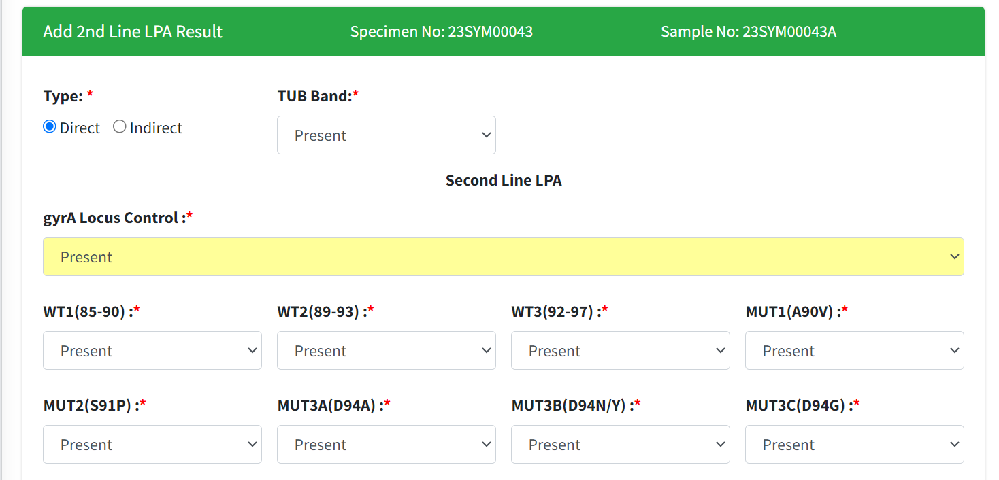 Add 2nd Line LPA Result Specimen No: 23SYM00043 Sample No: 23SYM00043A
Type: * TUB Band:*
Direct Indirect Present
Second Line LPA
gyrA Locus Control :*
Present
WT1(85-90) :* WT2(89-93) :* WT3(92-97) :* MUT1(A90V) :*
Present Present Present Present
MUT2(S91P) :* MUT3A(D94A) :* MUT3B(D94N/Y) :* MUT3C(D94G) :*
Present Present Present Present